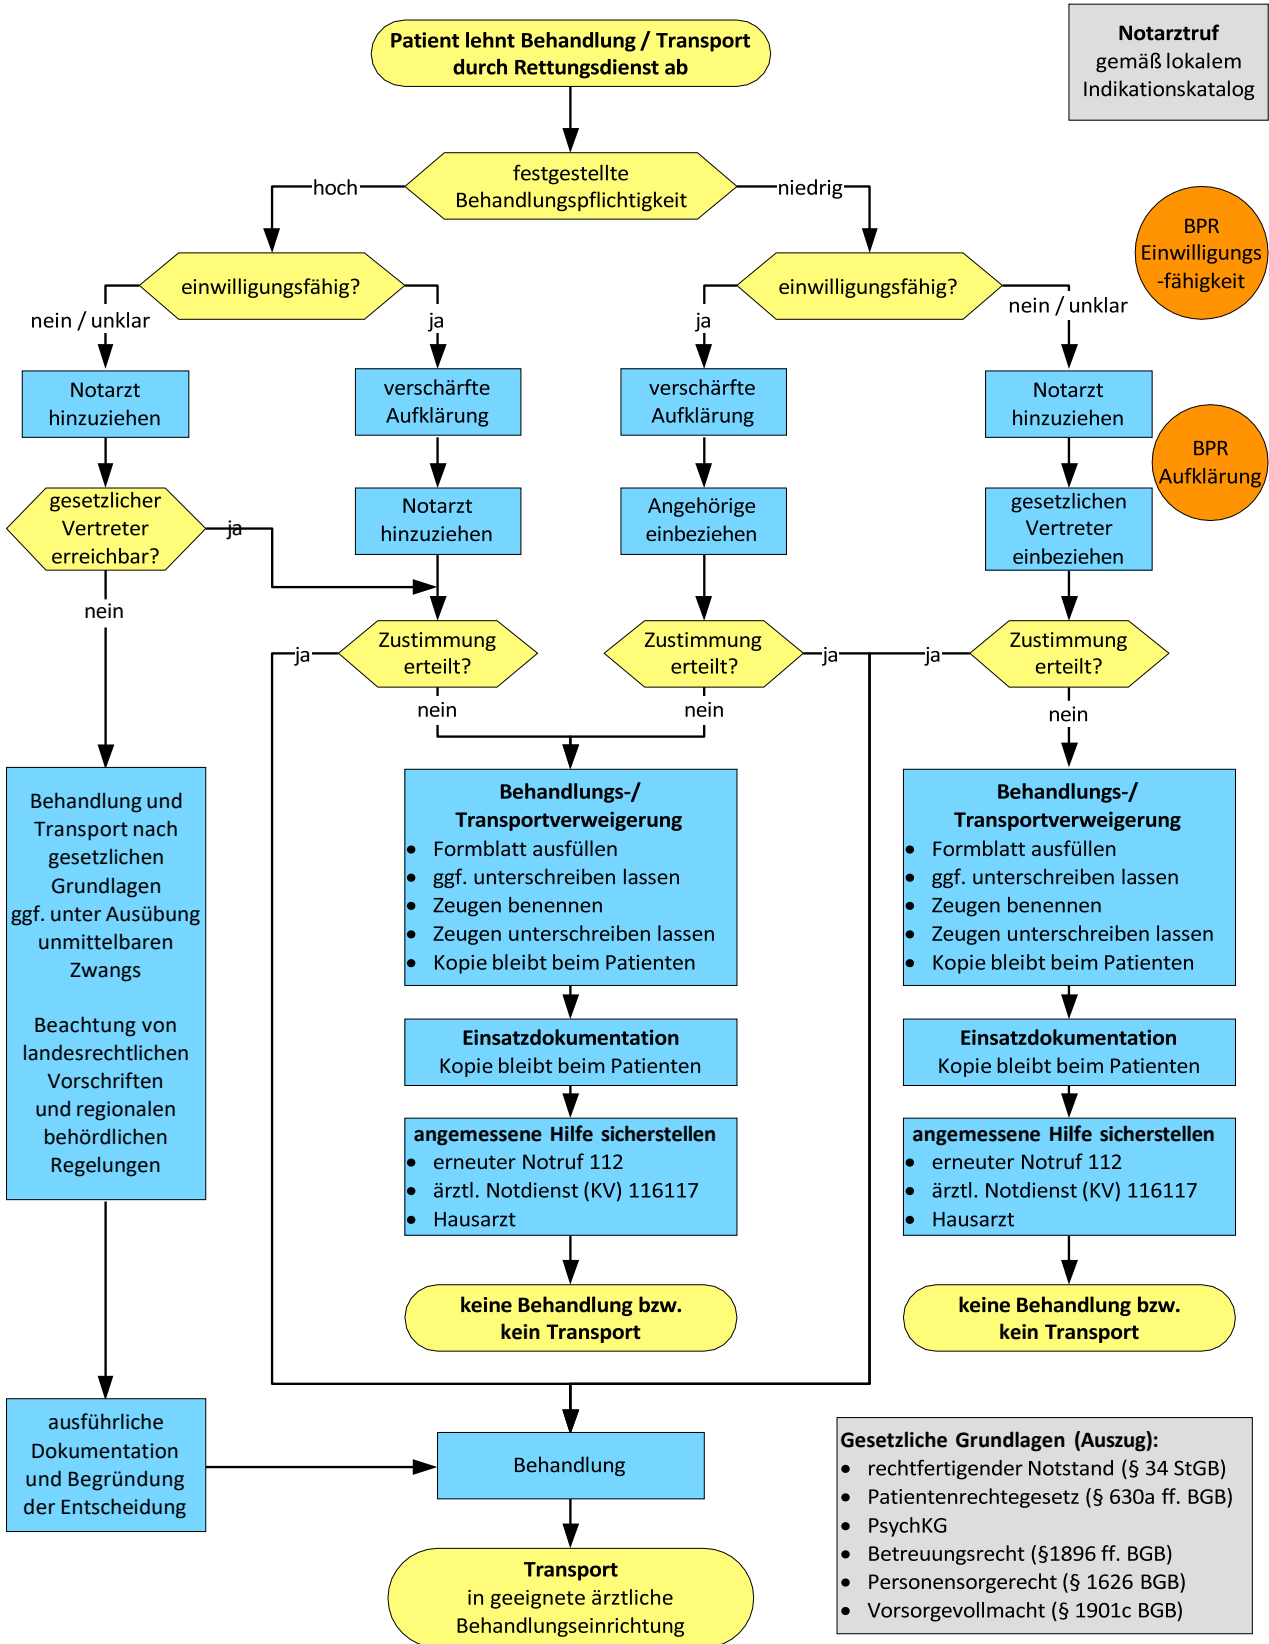 Patient lehnt Behandlung / Transport
durch Rettungsdienst ab
Notarztruf
gemäß lokalem
Indikationskatalog
festgestellte
Behandlungspflichtigkeit
hoch
niedrig
BPR
Einwilligungs
-fähigkeit
einwilligungsfähig?
einwilligungsfähig?
nein / unklar
ja
ja
nein / unklar
Notarzt
hinzuziehen
verschärfte
Aufklärung
verschärfte
Aufklärung
Notarzt
hinzuziehen
BPR
Aufklärung
gesetzlicher
Vertreter
erreichbar?
ja
Notarzt
hinzuziehen
Angehörige
einbeziehen
gesetzlichen
Vertreter
einbeziehen
nein
ja
Zustimmung
erteilt?
Zustimmung
erteilt?
ja
ja
Zustimmung
erteilt?
nein
nein
nein
Behandlung und
Transport nach
gesetzlichen
Grundlagen
ggf. unter Ausübung
unmittelbaren
Zwangs
Beachtung von
landesrechtlichen
Vorschriften
und regionalen
behördlichen
Regelungen
Behandlungs-/
Transportverweigerung
• Formblatt ausfüllen
• ggf. unterschreiben lassen
• Zeugen benennen
• Zeugen unterschreiben lassen
• Kopie bleibt beim Patienten
Behandlungs-/
Transportverweigerung
• Formblatt ausfüllen
• ggf. unterschreiben lassen
• Zeugen benennen
• Zeugen unterschreiben lassen
• Kopie bleibt beim Patienten
Einsatzdokumentation
Kopie bleibt beim Patienten
Einsatzdokumentation
Kopie bleibt beim Patienten
angemessene Hilfe sicherstellen
• erneuter Notruf 112
• ärztl. Notdienst (KV) 116117
• Hausarzt
angemessene Hilfe sicherstellen
• erneuter Notruf 112
• ärztl. Notdienst (KV) 116117
• Hausarzt
keine Behandlung bzw.
kein Transport
keine Behandlung bzw.
kein Transport
ausführliche
Dokumentation
und Begründung
der Entscheidung
Behandlung
Transport
in geeignete ärztliche
Behandlungseinrichtung
Gesetzliche Grundlagen (Auszug):
• rechtfertigender Notstand (§ 34 StGB)
• Patientenrechtegesetz (§ 630a ff. BGB)
• PsychKG
• Betreuungsrecht (§1896 ff. BGB)
• Personensorgerecht (§ 1626 BGB)
• Vorsorgevollmacht (§ 1901c BGB)